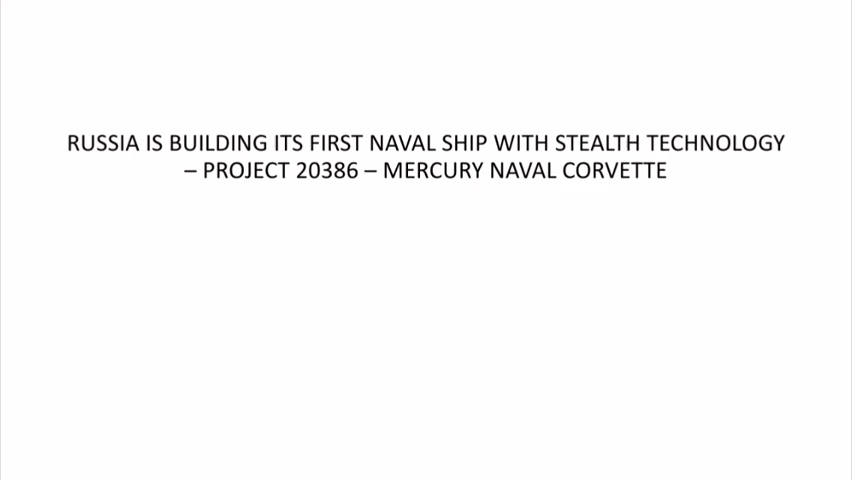 RUSSIA IS BUILDING ITS FIRST NAVAL SHIP WITH STEALTH TECHNOLOGY
– PROJECT 20386 – MERCURY NAVAL CORVETTE